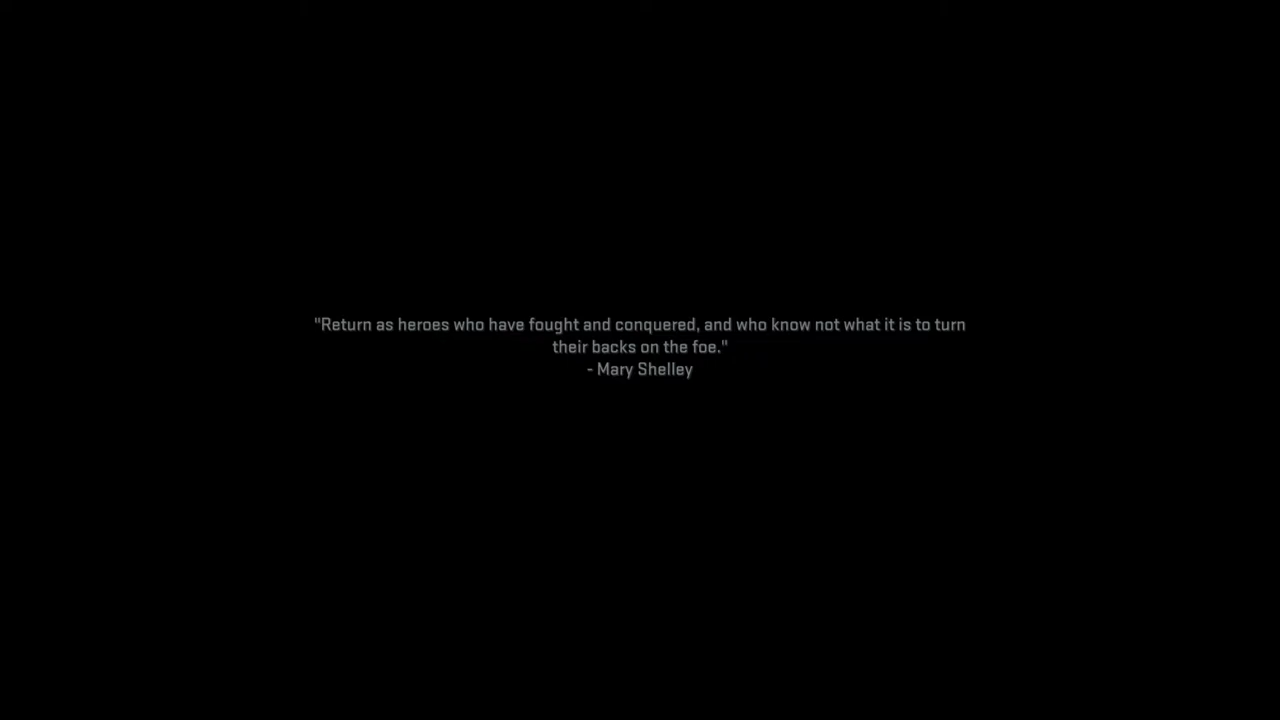 "Return as heroes who have fought and conquered, and who know not what it is to turn
their backs on the foe."
- Mary Shelley